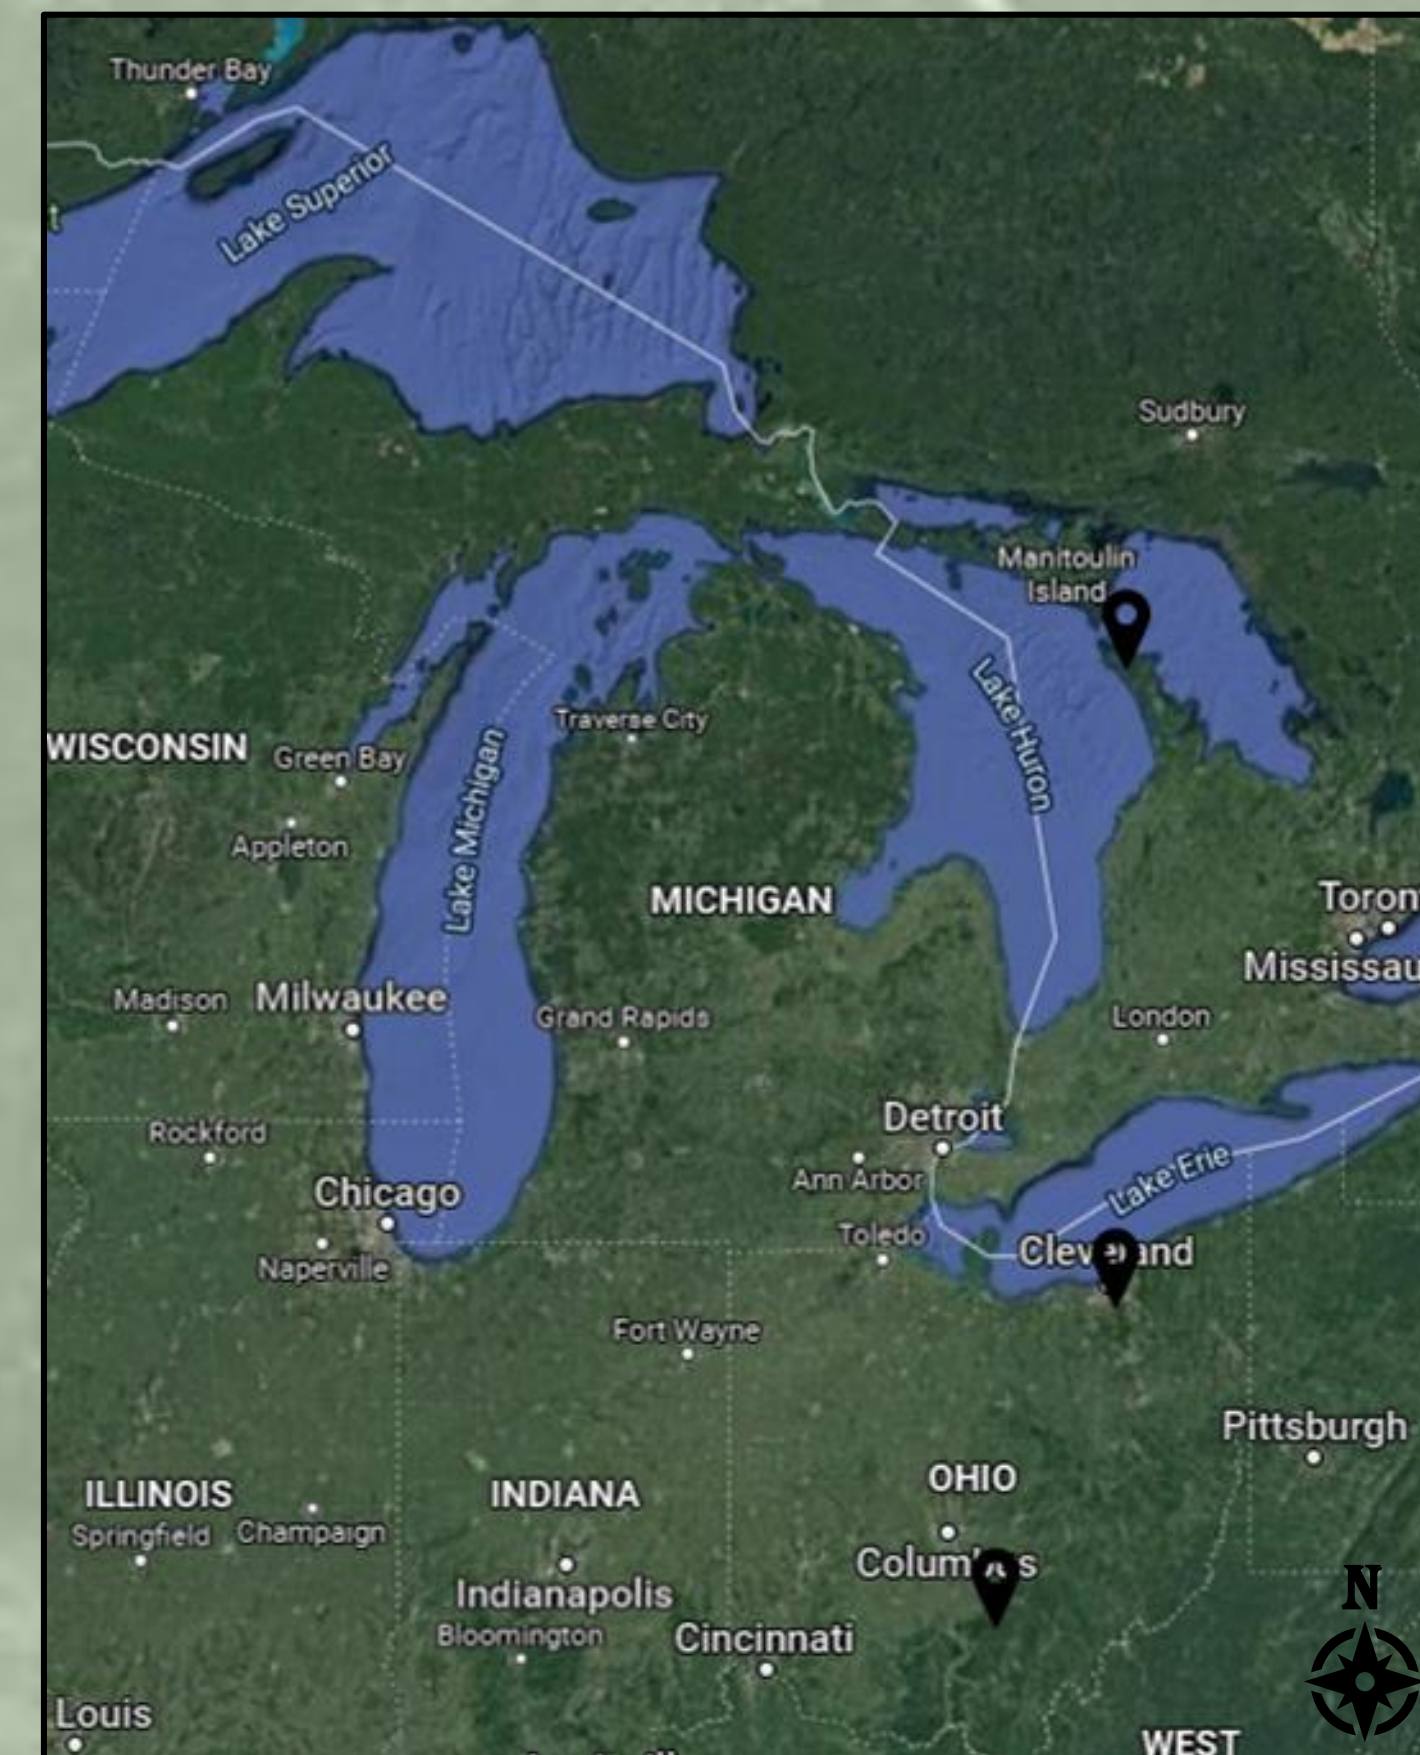 Thunder Bay
Lake Superior
Sudbury
Manitoulin
Island
Lake Huron
Traverse City
WISCONSIN
Green Bay
Lake Michigan
Appleton
MICHIGAN
Toron
Mississau
Madison
Milwaukee
Grand Rapids
London
Detroit
Rockford
Ann Arbor
Lake Erie
Chicago
Toledo
Cleveland
Naperville
Fort Wayne
Pittsburgh
OHIO
ILLINOIS
INDIANA
Springfield
Champaign
Columbus
Indianapolis
N
Bloomington
Cincinnati
Louis
WEST